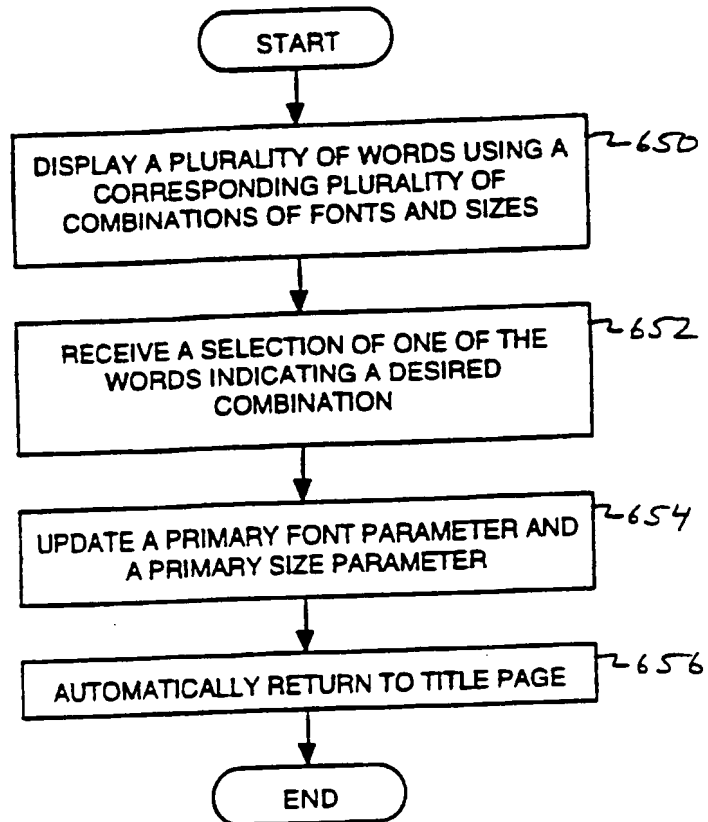 START
DISPLAY A PLURALITY OF WORDS USING A 650
CORRESPONDING PLURALITY OF
COMBINATIONS OF FONTS AND SIZES
RECEIVE A SELECTION OF ONE OF THE 652
WORDS INDICATING A DESIRED
COMBINATION
UPDATE A PRIMARY FONT PARAMETER AND 654
A PRIMARY SIZE PARAMETER
AUTOMATICALLY RETURN TO TITLE PAGE 656
END